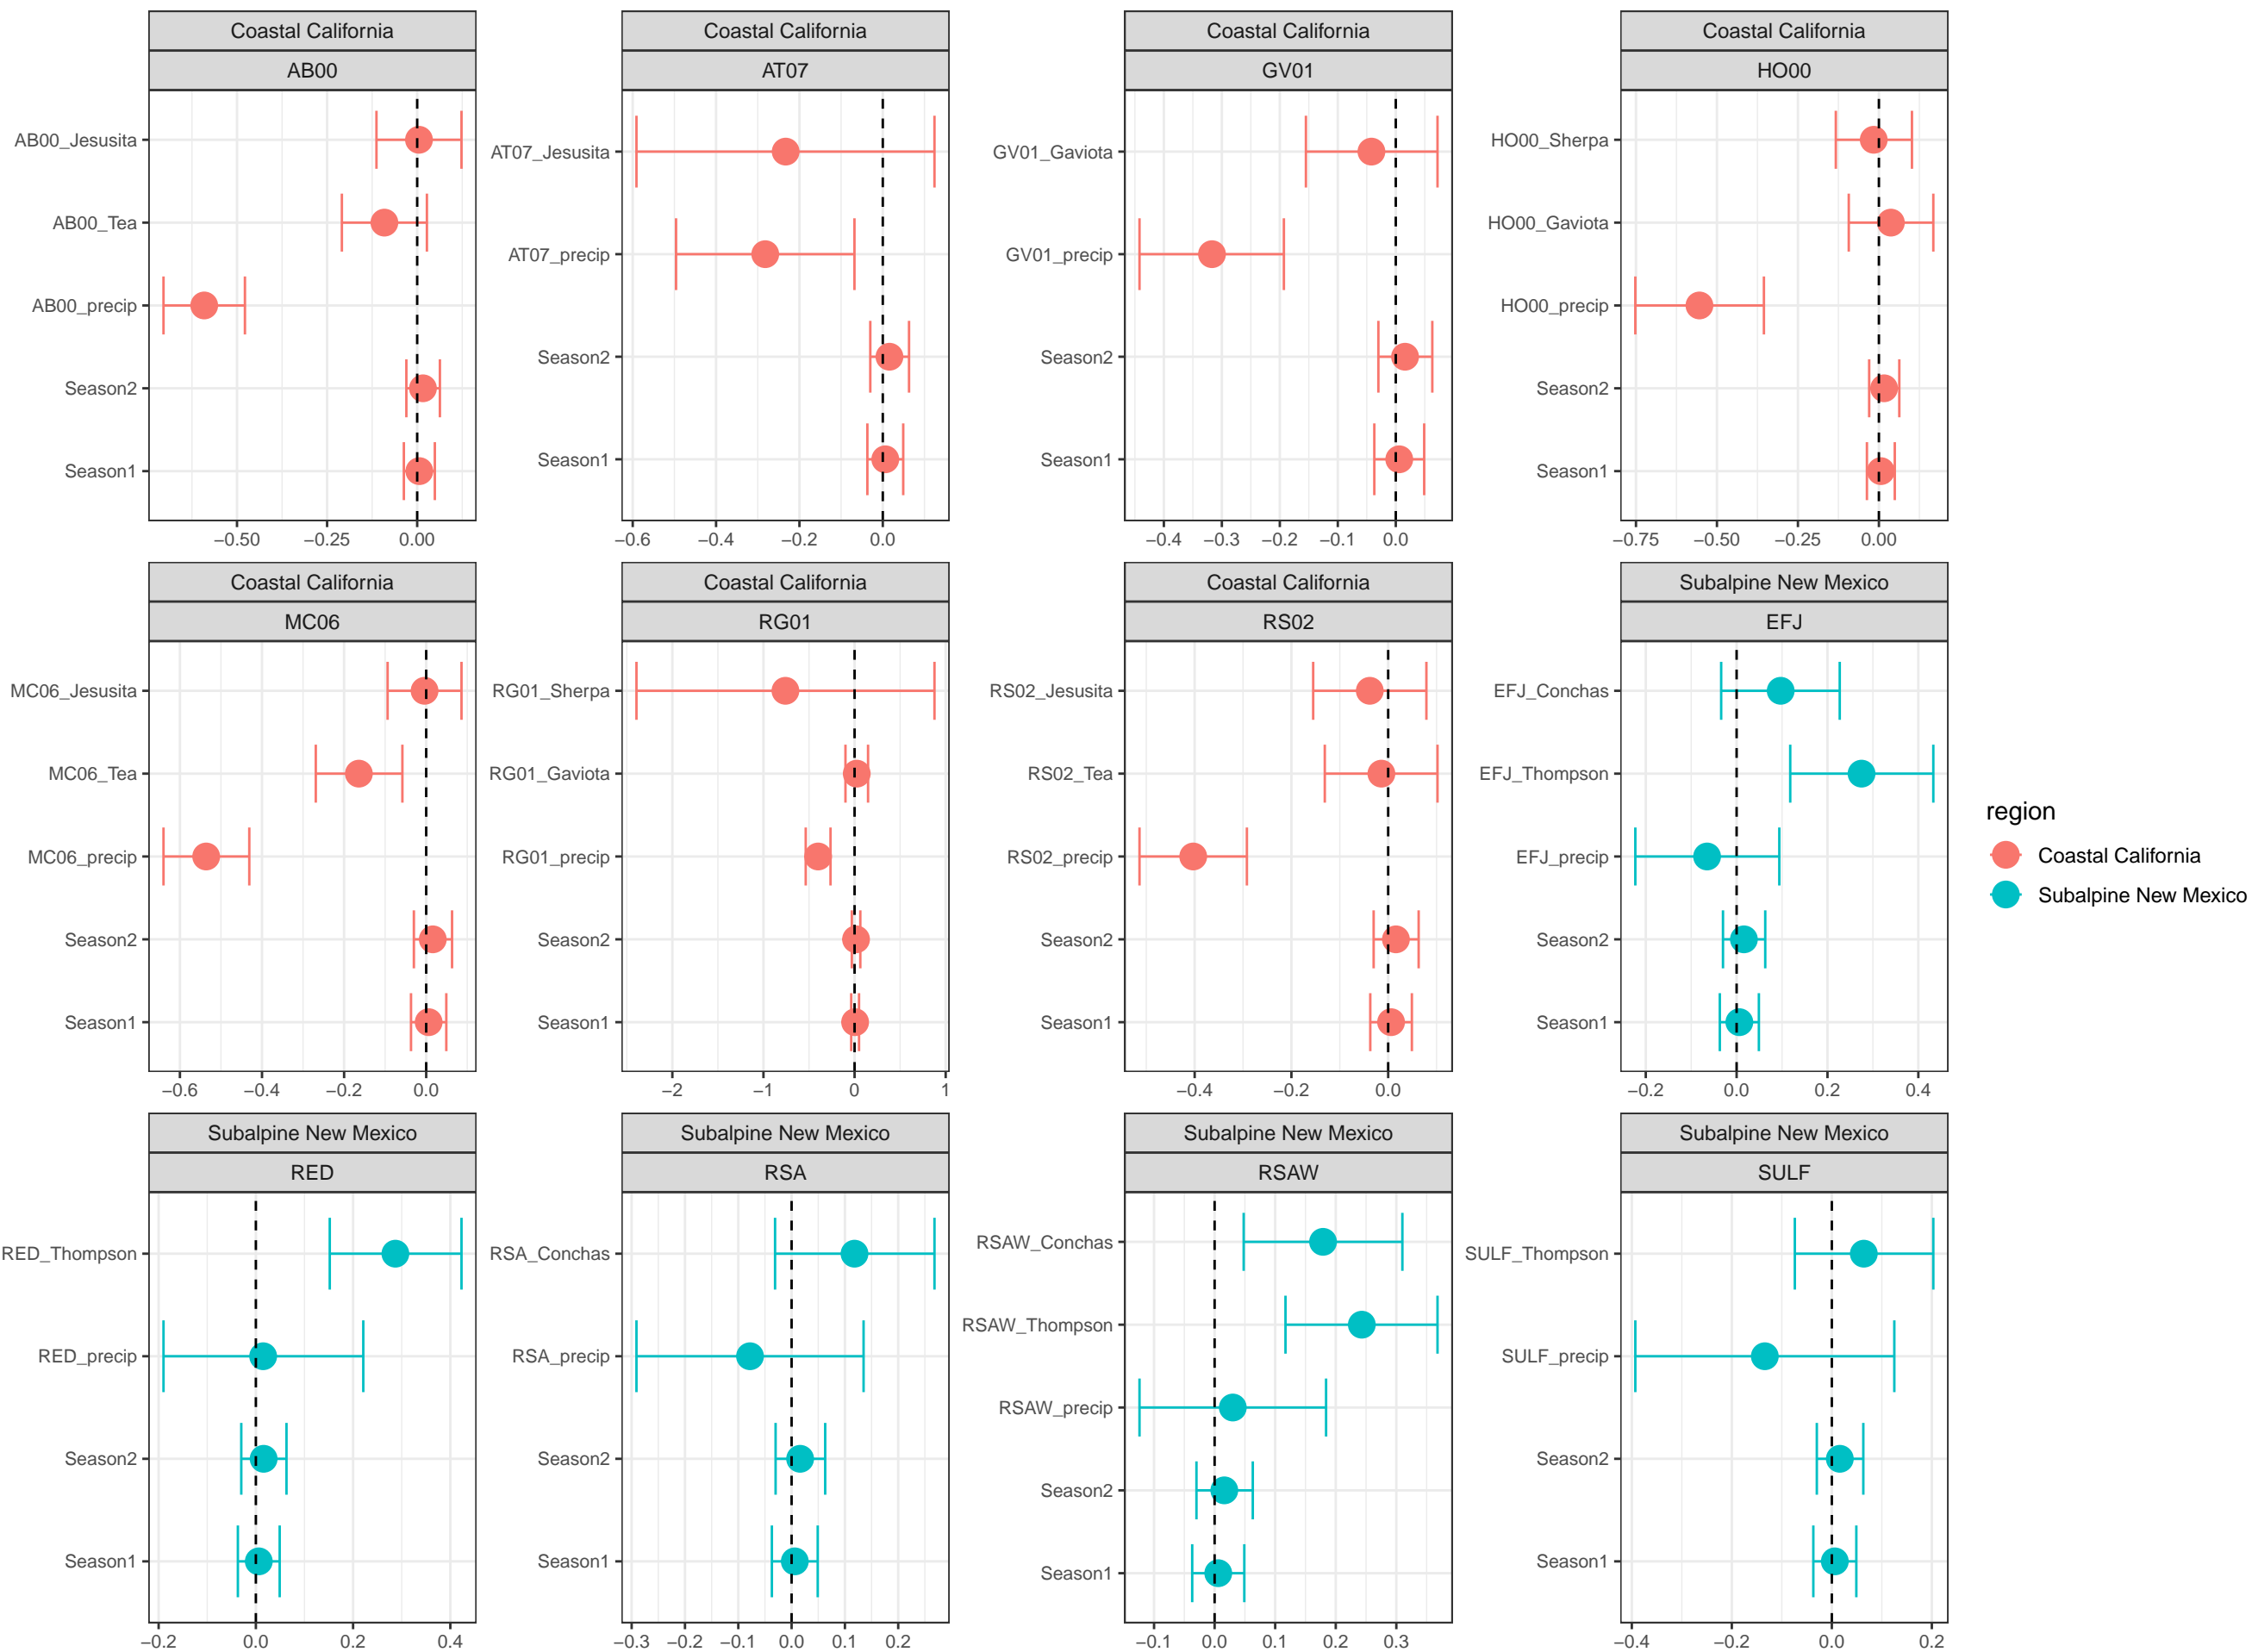 Coastal California
AB00
AB00_Jesusita
AB00_Tea
AB00_precip
Season2
Season1
−0.50 −0.25 0.00
Coastal California
AT07
AT07_Jesusita
AT07_precip
Season2
Season1
−0.6 −0.4 −0.2 0.0
Coastal California
GV01
GV01_Gaviota
GV01_precip
Season2
Season1
−0.4 −0.3 −0.2 −0.1 0.0
Coastal California
HO00
HO00_Sherpa
HO00_Gaviota
HO00_precip
Season2
Season1
−0.75 −0.50 −0.25 0.00
Coastal California
MC06
MC06_Jesusita
MC06_Tea
MC06_precip
Season2
Season1
−0.6 −0.4 −0.2 0.0
Coastal California
RG01
RG01_Sherpa
RG01_Gaviota
RG01_precip
Season2
Season1
−2 −1 0 1
Coastal California
RS02
RS02_Jesusita
RS02_Tea
RS02_precip
Season2
Season1
−0.4 −0.2 0.0
Subalpine New Mexico
EFJ
EFJ_Conchas
EFJ_Thompson
EFJ_precip
Season2
Season1
−0.2 0.0 0.2 0.4
region
Coastal California
Subalpine New Mexico
Subalpine New Mexico
RED
RED_Thompson
RED_precip
Season2
Season1
−0.2 0.0 0.2 0.4
Subalpine New Mexico
RSA
RSA_Conchas
RSA_precip
Season2
Season1
−0.3 −0.2 −0.1 0.0 0.1 0.2
Subalpine New Mexico
RSAW
RSAW_Conchas
RSAW_Thompson
RSAW_precip
Season2
Season1
−0.1 0.0 0.1 0.2 0.3
Subalpine New Mexico
SULF
SULF_Thompson
SULF_precip
Season2
Season1
−0.4 −0.2 0.0 0.2